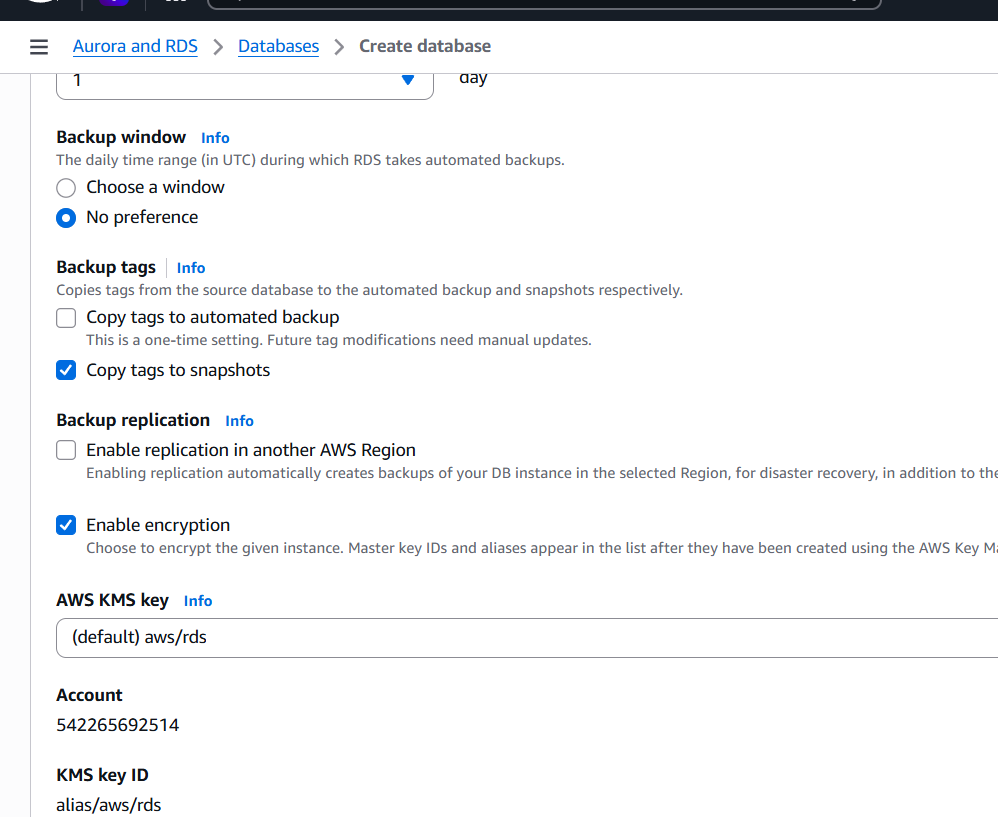 Aurora and RDS > Databases > Create database
1 day
Backup window Info
The daily time range (in UTC) during which RDS takes automated backups.
Choose a window
No preference
Backup tags Info
Copies tags from the source database to the automated backup and snapshots respectively.
Copy tags to automated backup
This is a one-time setting. Future tag modifications need manual updates.
Copy tags to snapshots
Backup replication Info
Enable replication in another AWS Region
Enabling replication automatically creates backups of your DB instance in the selected Region, for disaster recovery, in addition to the
Enable encryption
Choose to encrypt the given instance. Master key IDs and aliases appear in the list after they have been created using the AWS Key
AWS KMS key Info
(default) aws/rds
Account
542265692514
KMS key ID
alias/aws/rds